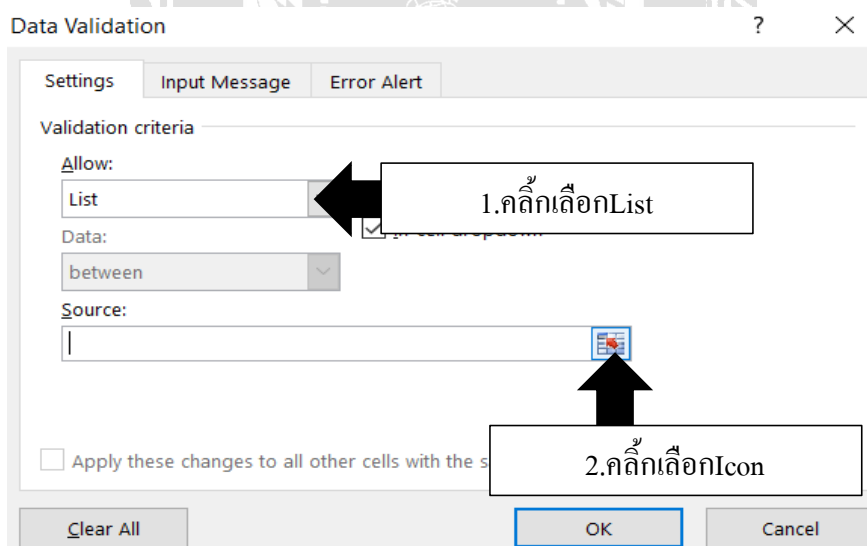 Data Validation
Settings Input Message Error Alert
Validation criteria
Allow:
List
1.คลิ้กเลือกList
Data:
between
Source:
2.คลิ้กเลือกIcon
Apply these changes to all other cells with the
Clear All OK Cancel